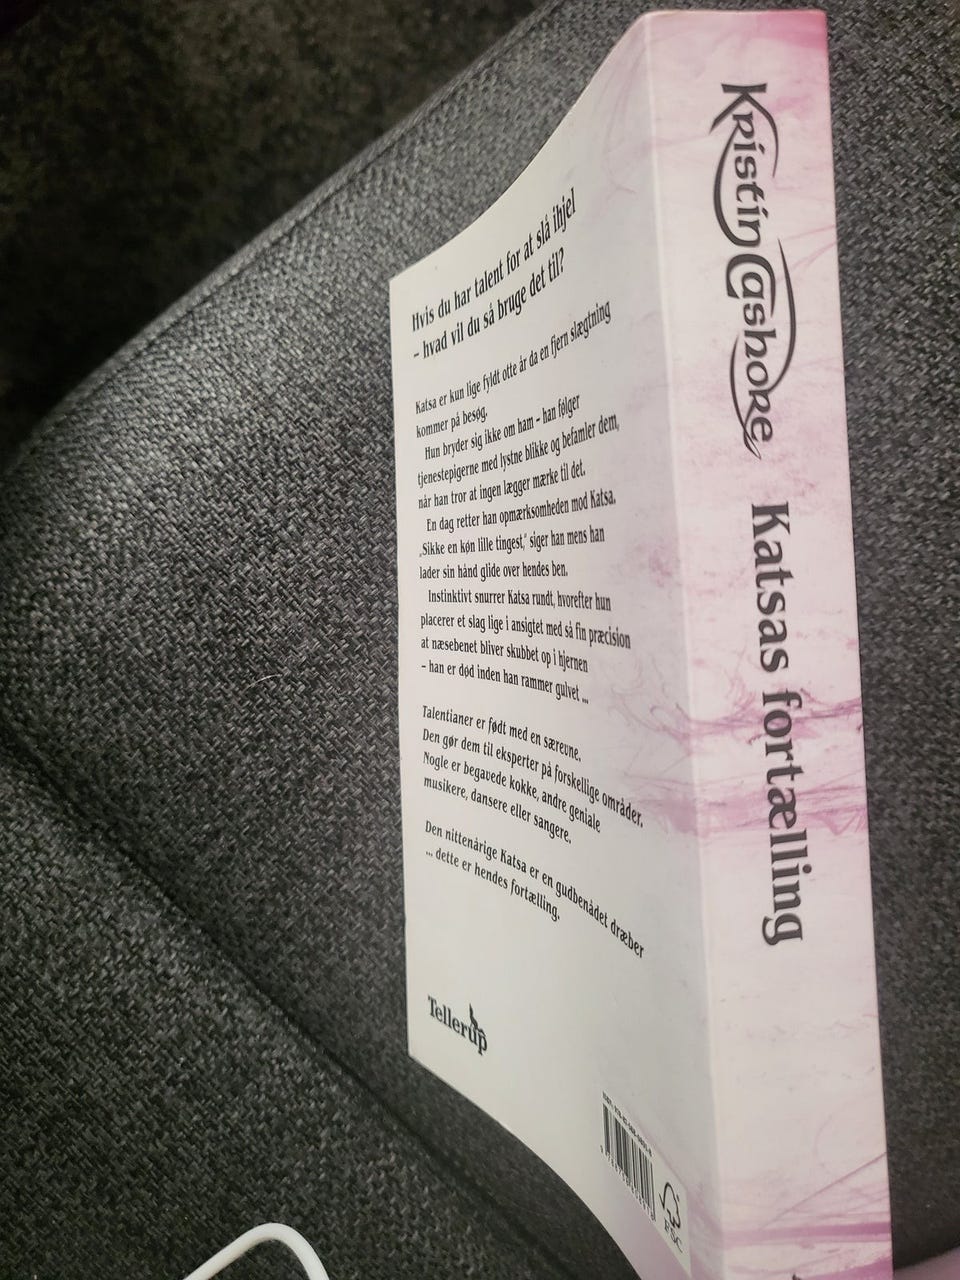 Kristin Cashore Katsas fortælling
Hvis du har talent for at slå ihjel
– hvad vil du så bruge det til?
Katsa er kun lige fyldt otte år da en fjern slægtning
kommer på besøg.
Hun bryder sig ikke om ham – han følger
tjenestepigerne med lystne blikke og befamler dem,
når han tror at ingen lægger mærke til det.
En dag retter han opmærksomheden mod Katsa.
„Sikke en køn lille tingest,” siger han mens han
lader sin hånd glide over hendes ben.
Instinktivt snurrer Katsa rundt, hvorefter hun
placerer et slag lige i ansigtet med så fin præcision
at næsebenet bliver skubbet op i hjernen
– han er død inden han rammer gulvet ...
Talentianer er født med en særevne.
Den gør dem til eksperter på forskellige områder.
Nogle er begavede kokke, andre geniale
musikere, dansere eller sangere.
Den nittenårige Katsa er en gudbenådet dræber
... dette er hendes fortælling.
Tellerup
FSC